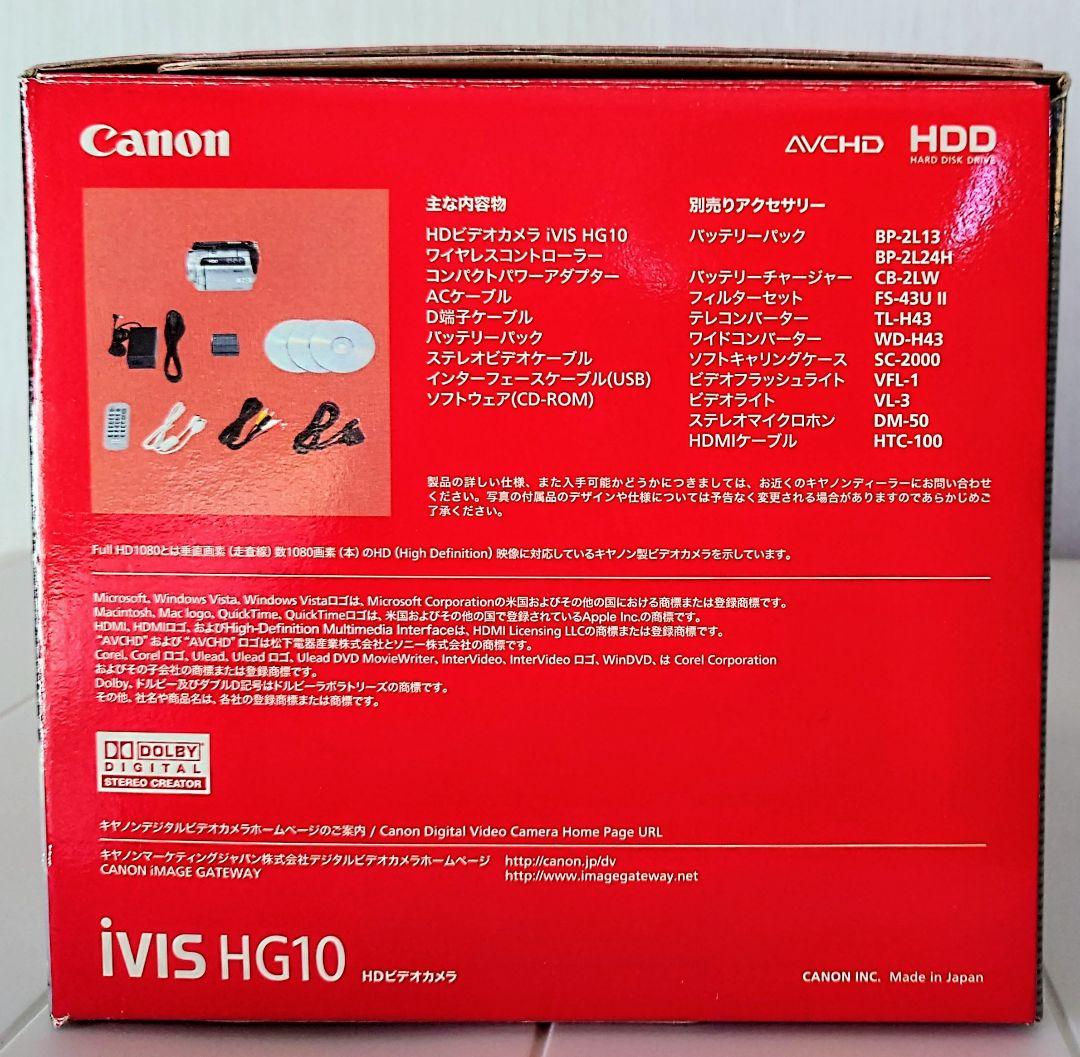 Canon
AVCHD
HDD
HARD DISK DRIVE
主な内容物
HDビデオカメラ iVIS HG10
ワイヤレスコントローラー
コンパクトパワーアダプター
ACケーブル
D端子ケーブル
バッテリーパック
ステレオビデオケーブル
インターフェースケーブル(USB)
ソフトウェア(CD-ROM)
別売りアクセサリー
バッテリーパック BP-2L13
BP-2L24H
バッテリーチャージャー CB-2LW
フィルターセット FS-43U II
テレコンバーター TL-H43
ワイドコンバーター WD-H43
ソフトキャリングケース SC-2000
ビデオフラッシュライト VFL-1
ビデオライト VL-3
ステレオマイクロホン DM-50
HDMIケーブル HTC-100
製品の詳しい仕様、また入手可能かどうかにつきましては、お近くのキヤノンディーラーにお問い合わせ
ください。写真の付属品のデザインや仕様については予告なく変更される場合がありますのであらかじめご
了承ください。
Full HD1080とは垂直画素（走査線）数1080画素（本）のHD（High Definition）映像に対応しているキヤノン製ビデオカメラを示しています。
Microsoft、Windows Vista、Windows Vistaロゴは、Microsoft Corporationの米国およびその他の国における商標または登録商標です。
Macintosh、Mac logo、QuickTime、QuickTimeロゴは、米国およびその他の国で登録されているApple Inc.の商標です。
HDMI、HDMIロゴ、およびHigh-Definition Multimedia Interfaceは、HDMI Licensing LLCの商標または登録商標です。
"AVCHD" および "AVCHD" ロゴは松下電器産業株式会社とソニー株式会社の商標です。
Corel、Corel ロゴ、Ulead、Ulead ロゴ、Ulead DVD MovieWriter、InterVideo、InterVideo ロゴ、WinDVD、は Corel Corporation
およびその子会社の商標または登録商標です。
Dolby、ドルビー及びダブルD記号はドルビーラボラトリーズの商標です。
その他、社名や商品名は、各社の登録商標または商標です。
DOLBY
DIGITAL
STEREO CREATOR
キヤノンデジタルビデオカメラホームページのご案内 / Canon Digital Video Camera Home Page URL
キヤノンマーケティングジャパン株式会社デジタルビデオカメラホームページ http://canon.jp/dv
CANON iMAGE GATEWAY http://www.imagegateway.net
iVIS HG10 HDビデオカメラ
CANON INC. Made in Japan